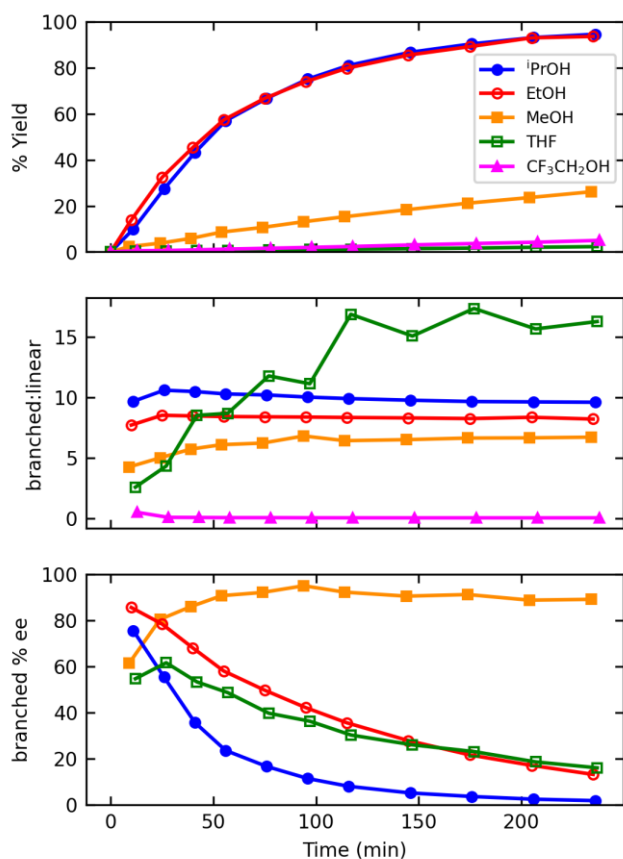 100
80
60
40
20
0
% Yield
ⁱPrOH
EtOH
MeOH
THF
CF₃CH₂OH
15
10
5
0
branched:linear
100
80
60
40
20
0
branched % ee
0 50 100 150 200
Time (min)